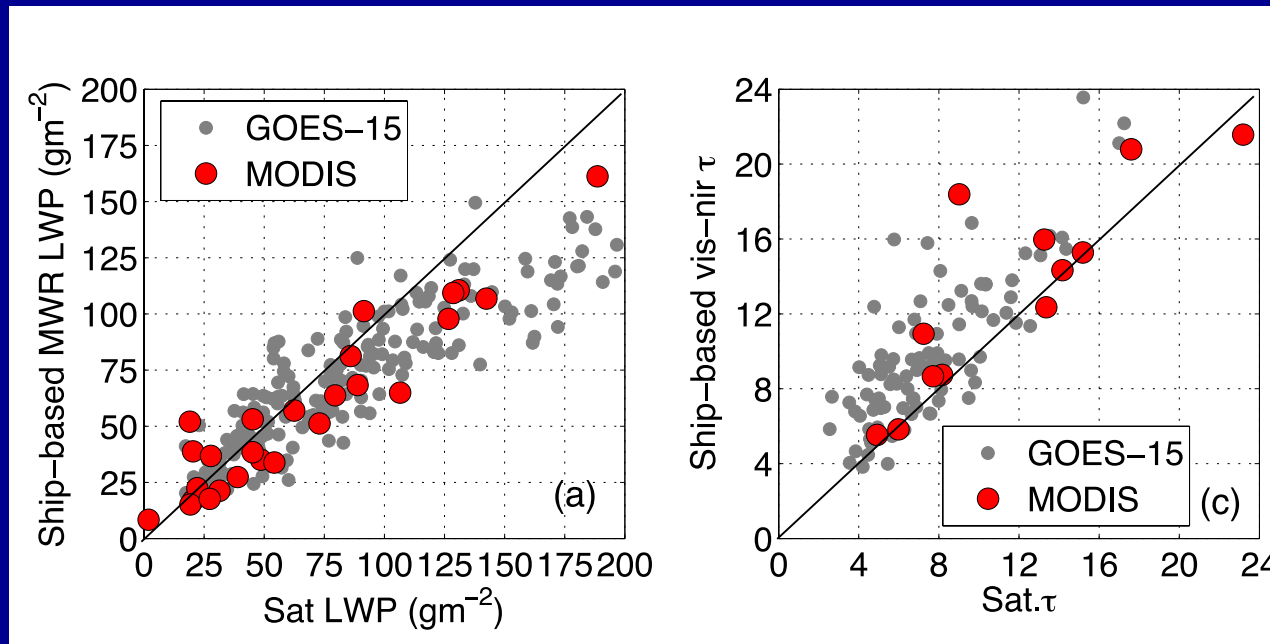 200
175
150
125
100
75
50
25
0
Ship-based MWR LWP (gm⁻²)
GOES-15
MODIS
(a)
0 25 50 75 100 125 150 175 200
Sat LWP (gm⁻²)
24
20
16
12
8
4
0
Ship-based vis-nir τ
GOES-15
MODIS
(c)
0 4 8 12 16 20 24
Sat.τ